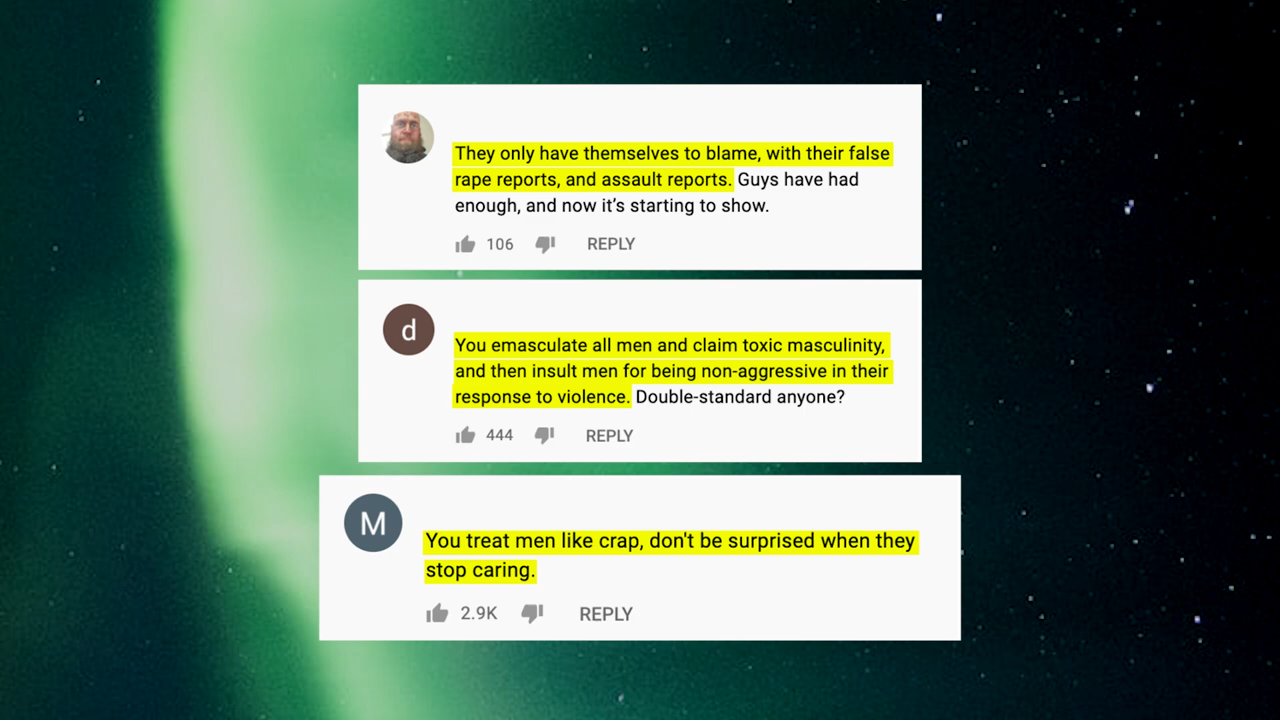 They only have themselves to blame, with their false
rape reports, and assault reports. Guys have had
enough, and now it’s starting to show.
106 REPLY
d
You emasculate all men and claim toxic masculinity,
and then insult men for being non-aggressive in their
response to violence. Double-standard anyone?
444 REPLY
M
You treat men like crap, don't be surprised when they
stop caring.
2.9K REPLY